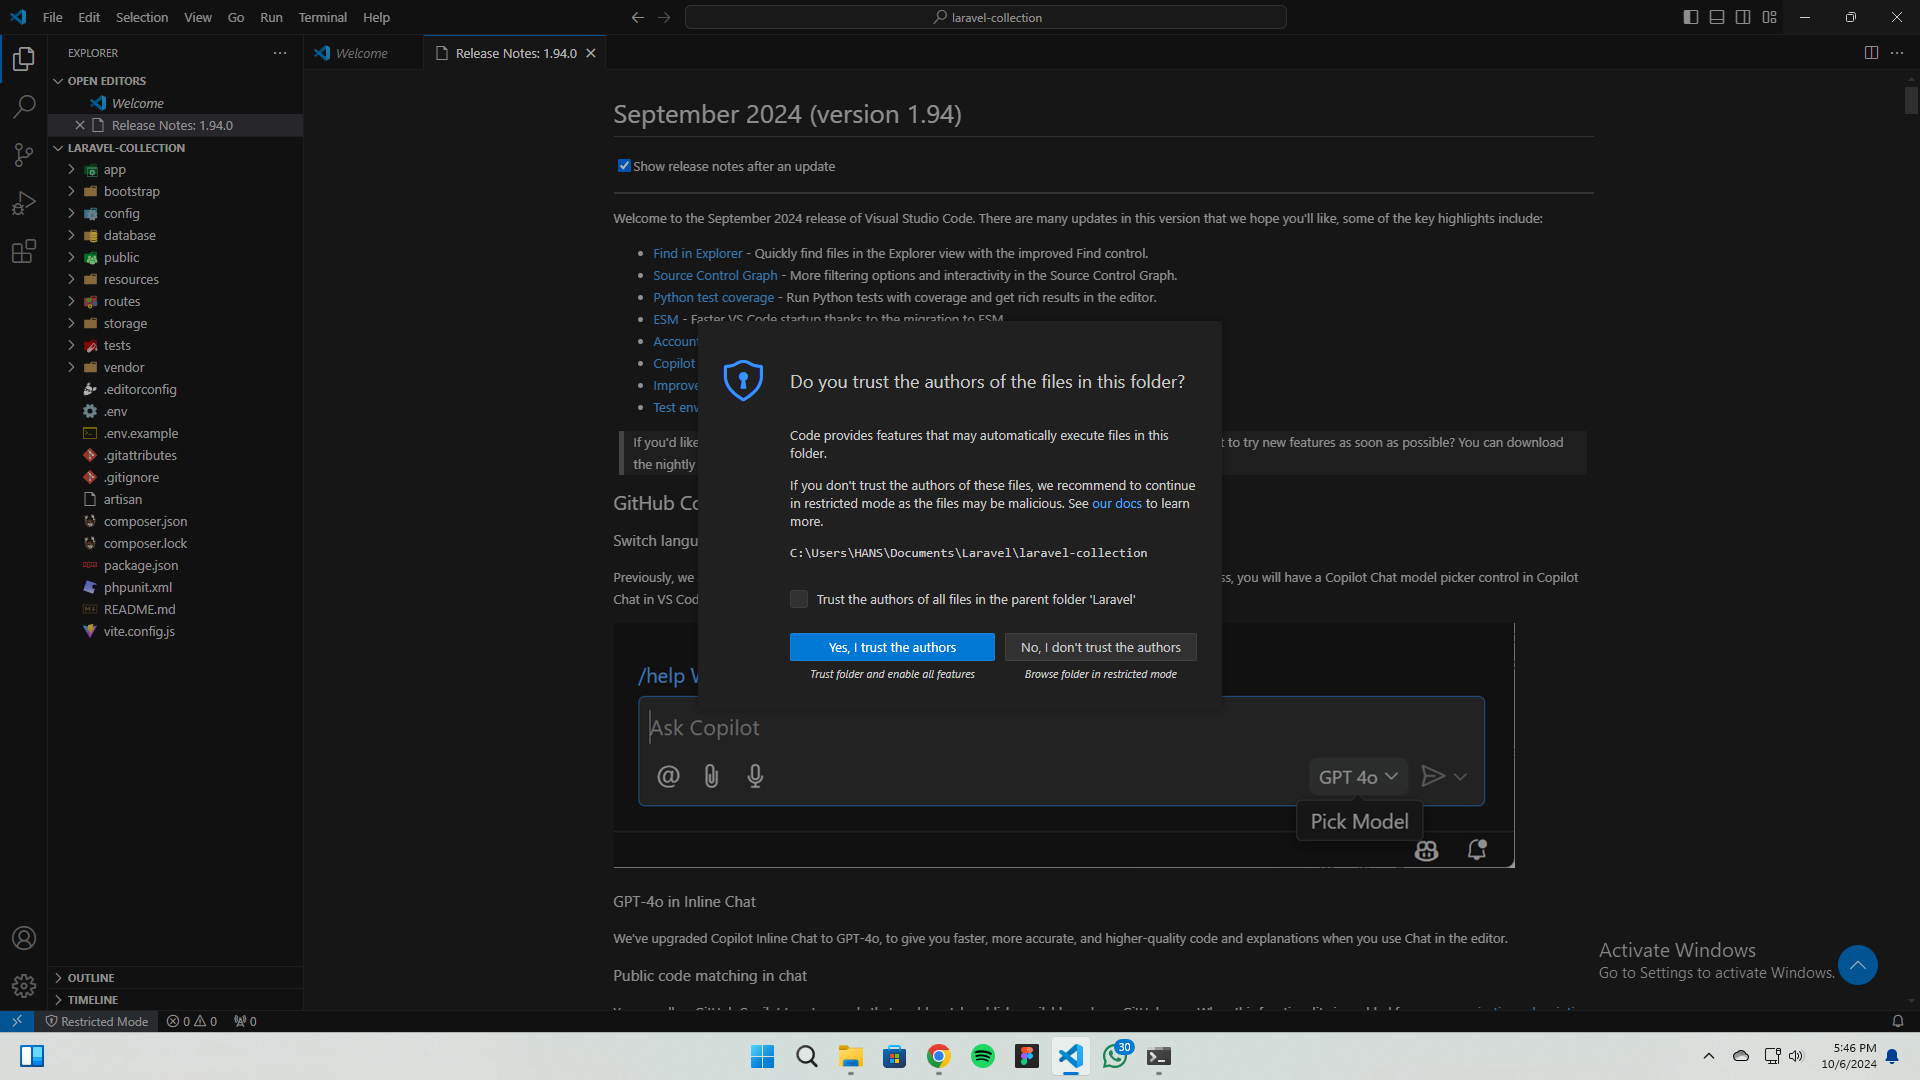 File Edit Selection View Go Run Terminal Help
laravel-collection
EXPLORER
Welcome
Release Notes: 1.94.0
OPEN EDITORS
Welcome
Release Notes: 1.94.0
LARAVEL-COLLECTION
app
bootstrap
config
database
public
resources
routes
storage
tests
vendor
.editorconfig
.env
.env.example
.gitattributes
.gitignore
artisan
composer.json
composer.lock
package.json
phpunit.xml
README.md
vite.config.js
OUTLINE
TIMELINE
September 2024 (version 1.94)
Show release notes after an update
Welcome to the September 2024 release of Visual Studio Code. There are many updates in this version that we hope you'll like, some of the key highlights include:
Find in Explorer - Quickly find files in the Explorer view with the improved Find control.
Source Control Graph - More filtering options and interactivity in the Source Control Graph.
Python test coverage - Run Python tests with coverage and get rich results in the editor.
ESM - Faster VS Code startup thanks to the migration to ESM
Accoun
Copilot
Improve
Test env
If you'd like
t to try new features as soon as possible? You can download
the nightly
GitHub Co
Switch langu
Previously, we
ss, you will have a Copilot Chat model picker control in Copilot
Chat in VS Cod
Do you trust the authors of the files in this folder?
Code provides features that may automatically execute files in this
folder.
If you don't trust the authors of these files, we recommend to continue
in restricted mode as the files may be malicious. See our docs to learn
more.
C:\Users\HANS\Documents\Laravel\laravel-collection
Trust the authors of all files in the parent folder 'Laravel'
Yes, I trust the authors
No, I don't trust the authors
Trust folder and enable all features
Browse folder in restricted mode
/help
Ask Copilot
GPT 4o
Pick Model
GPT-4o in Inline Chat
We've upgraded Copilot Inline Chat to GPT-4o, to give you faster, more accurate, and higher-quality code and explanations when you use Chat in the editor.
Public code matching in chat
Activate Windows
Go to Settings to activate Windows.
Restricted Mode 0 0 0
30
5:46 PM
10/6/2024